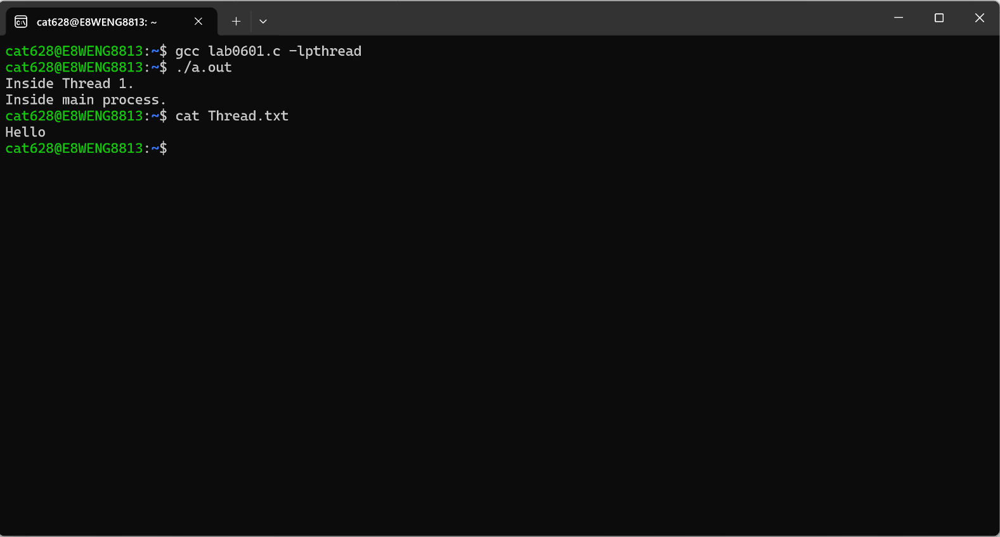 cat628@E8WENG8813: ~
cat628@E8WENG8813:~$ gcc lab0601.c -lpthread
cat628@E8WENG8813:~$ ./a.out
Inside Thread 1.
Inside main process.
cat628@E8WENG8813:~$ cat Thread.txt
Hello
cat628@E8WENG8813:~$